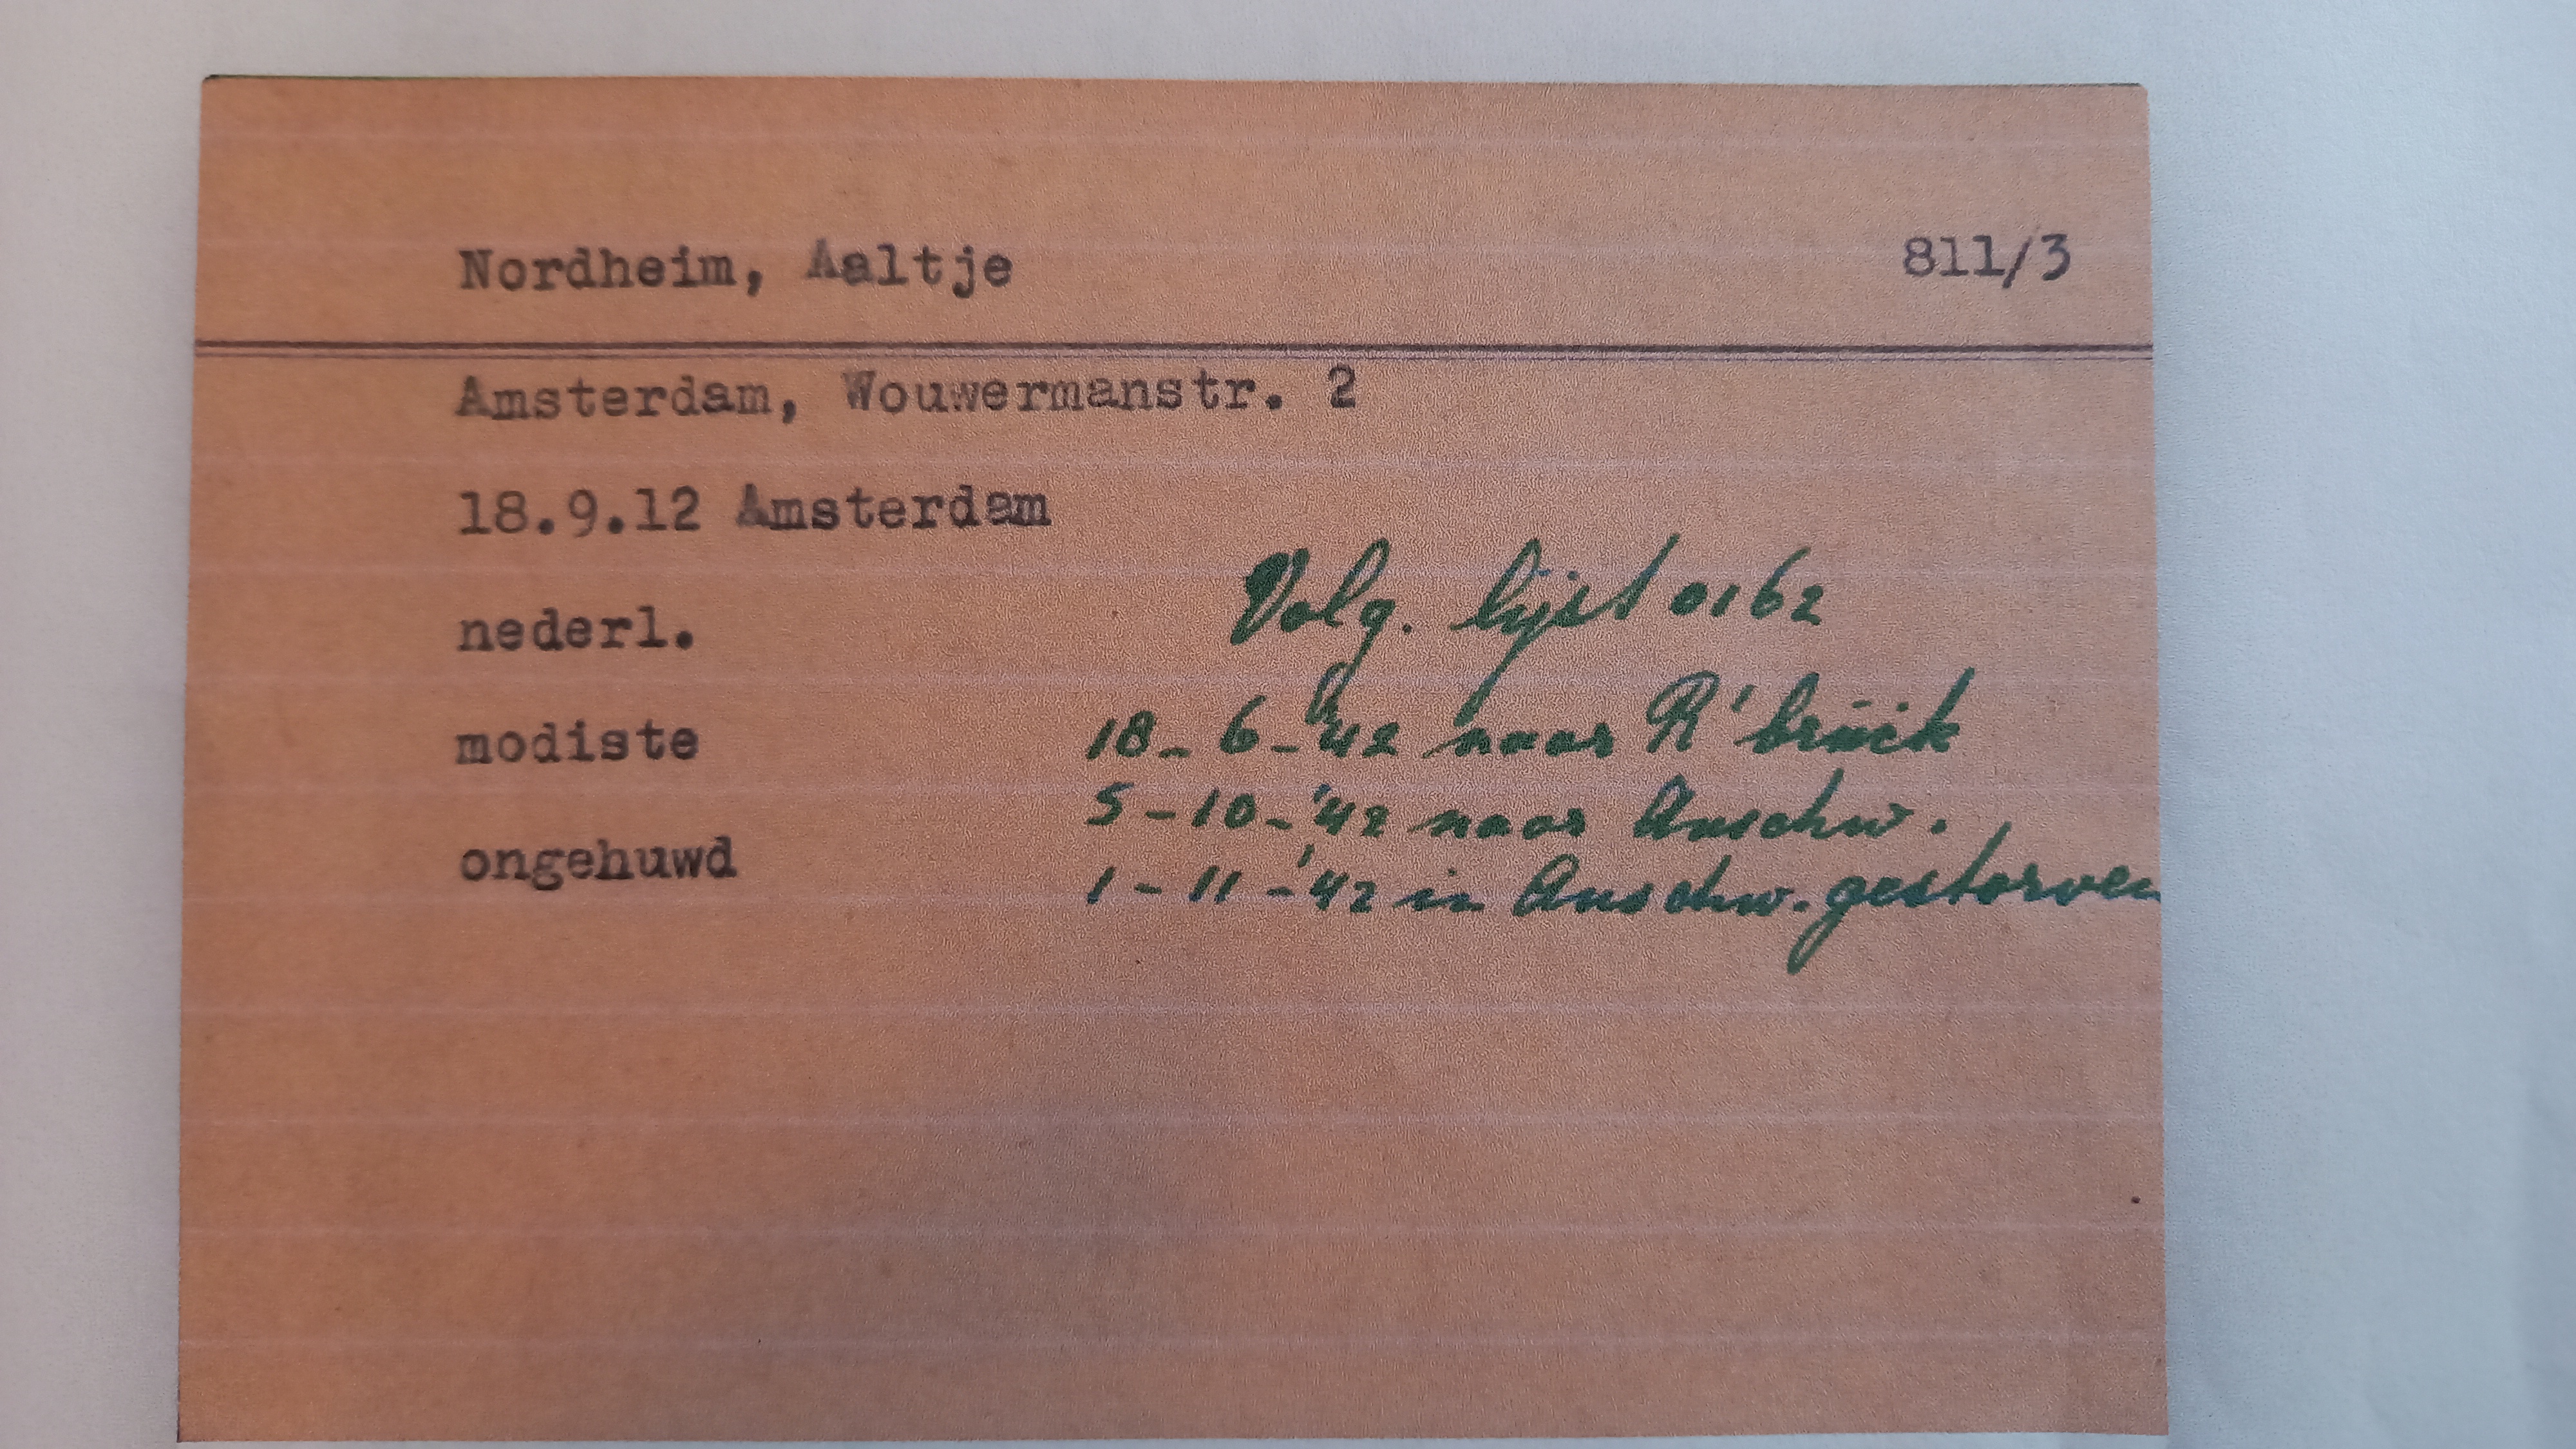 Nordheim, Aaltje 811/3
Amsterdam, Wouwermanstr. 2
18.9.12 Amsterdam
nederl.
modiste
ongehuwd
Volg. lijst 0162
18-6-'42 naar R'brück
5-10-'42 naar Auschw.
1-11-'42 in Auschw. gestorven